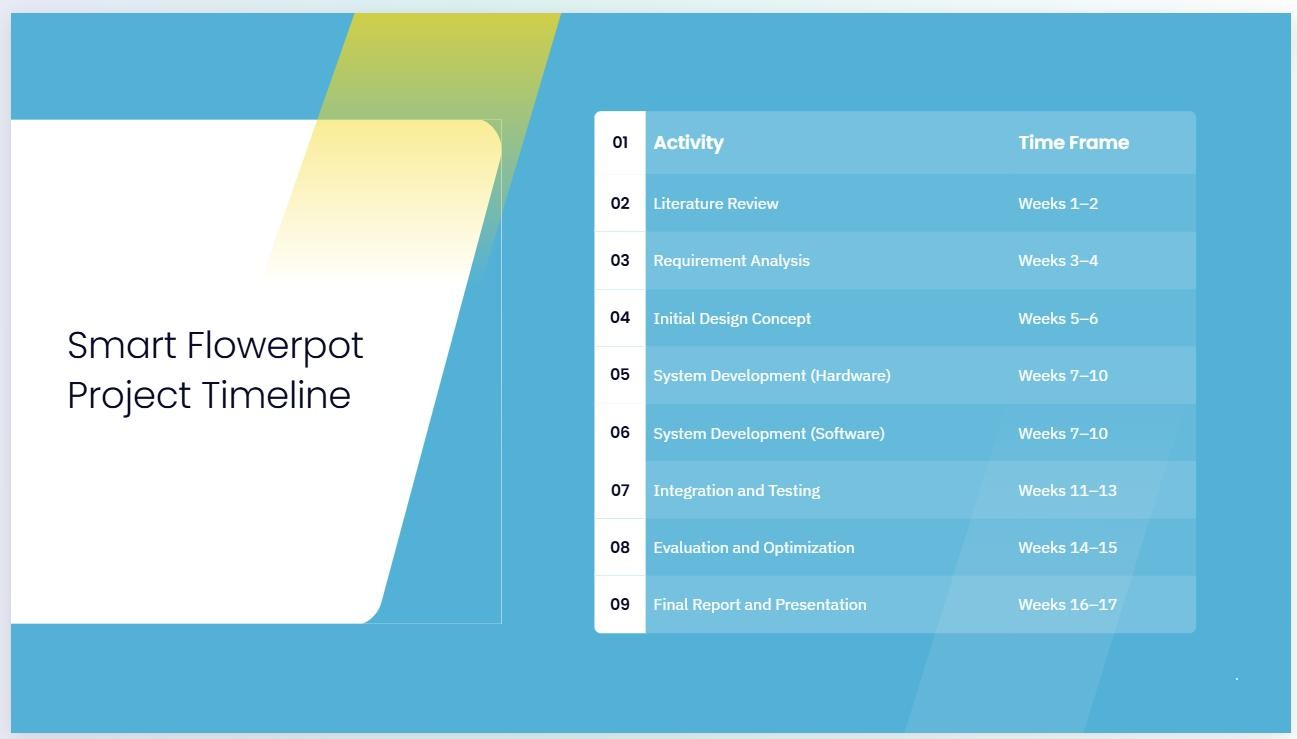 Smart Flowerpot
Project Timeline
01 Activity Time Frame
02 Literature Review Weeks 1–2
03 Requirement Analysis Weeks 3–4
04 Initial Design Concept Weeks 5–6
05 System Development (Hardware) Weeks 7–10
06 System Development (Software) Weeks 7–10
07 Integration and Testing Weeks 11–13
08 Evaluation and Optimization Weeks 14–15
09 Final Report and Presentation Weeks 16–17